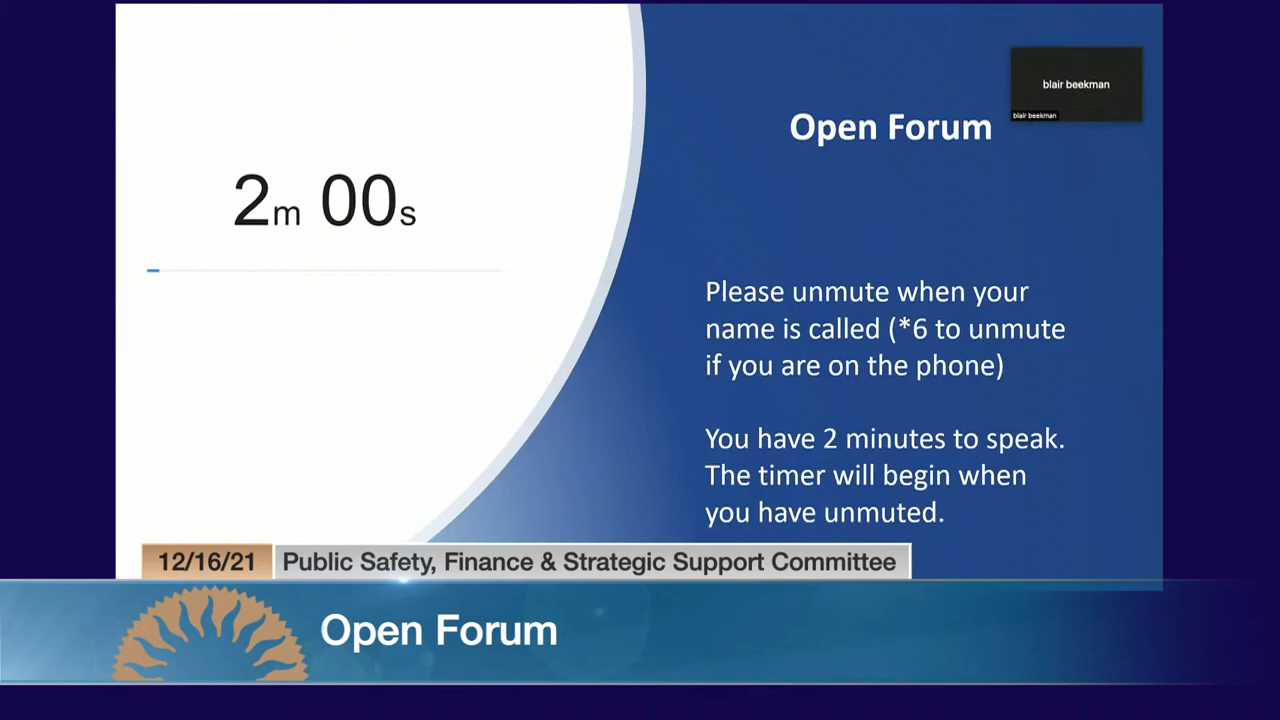 blair beekman
blair beekman
Open Forum
2m 00s
Please unmute when your
name is called (*6 to unmute
if you are on the phone)
You have 2 minutes to speak.
The timer will begin when
you have unmuted.
12/16/21 Public Safety, Finance & Strategic Support Committee
Open Forum